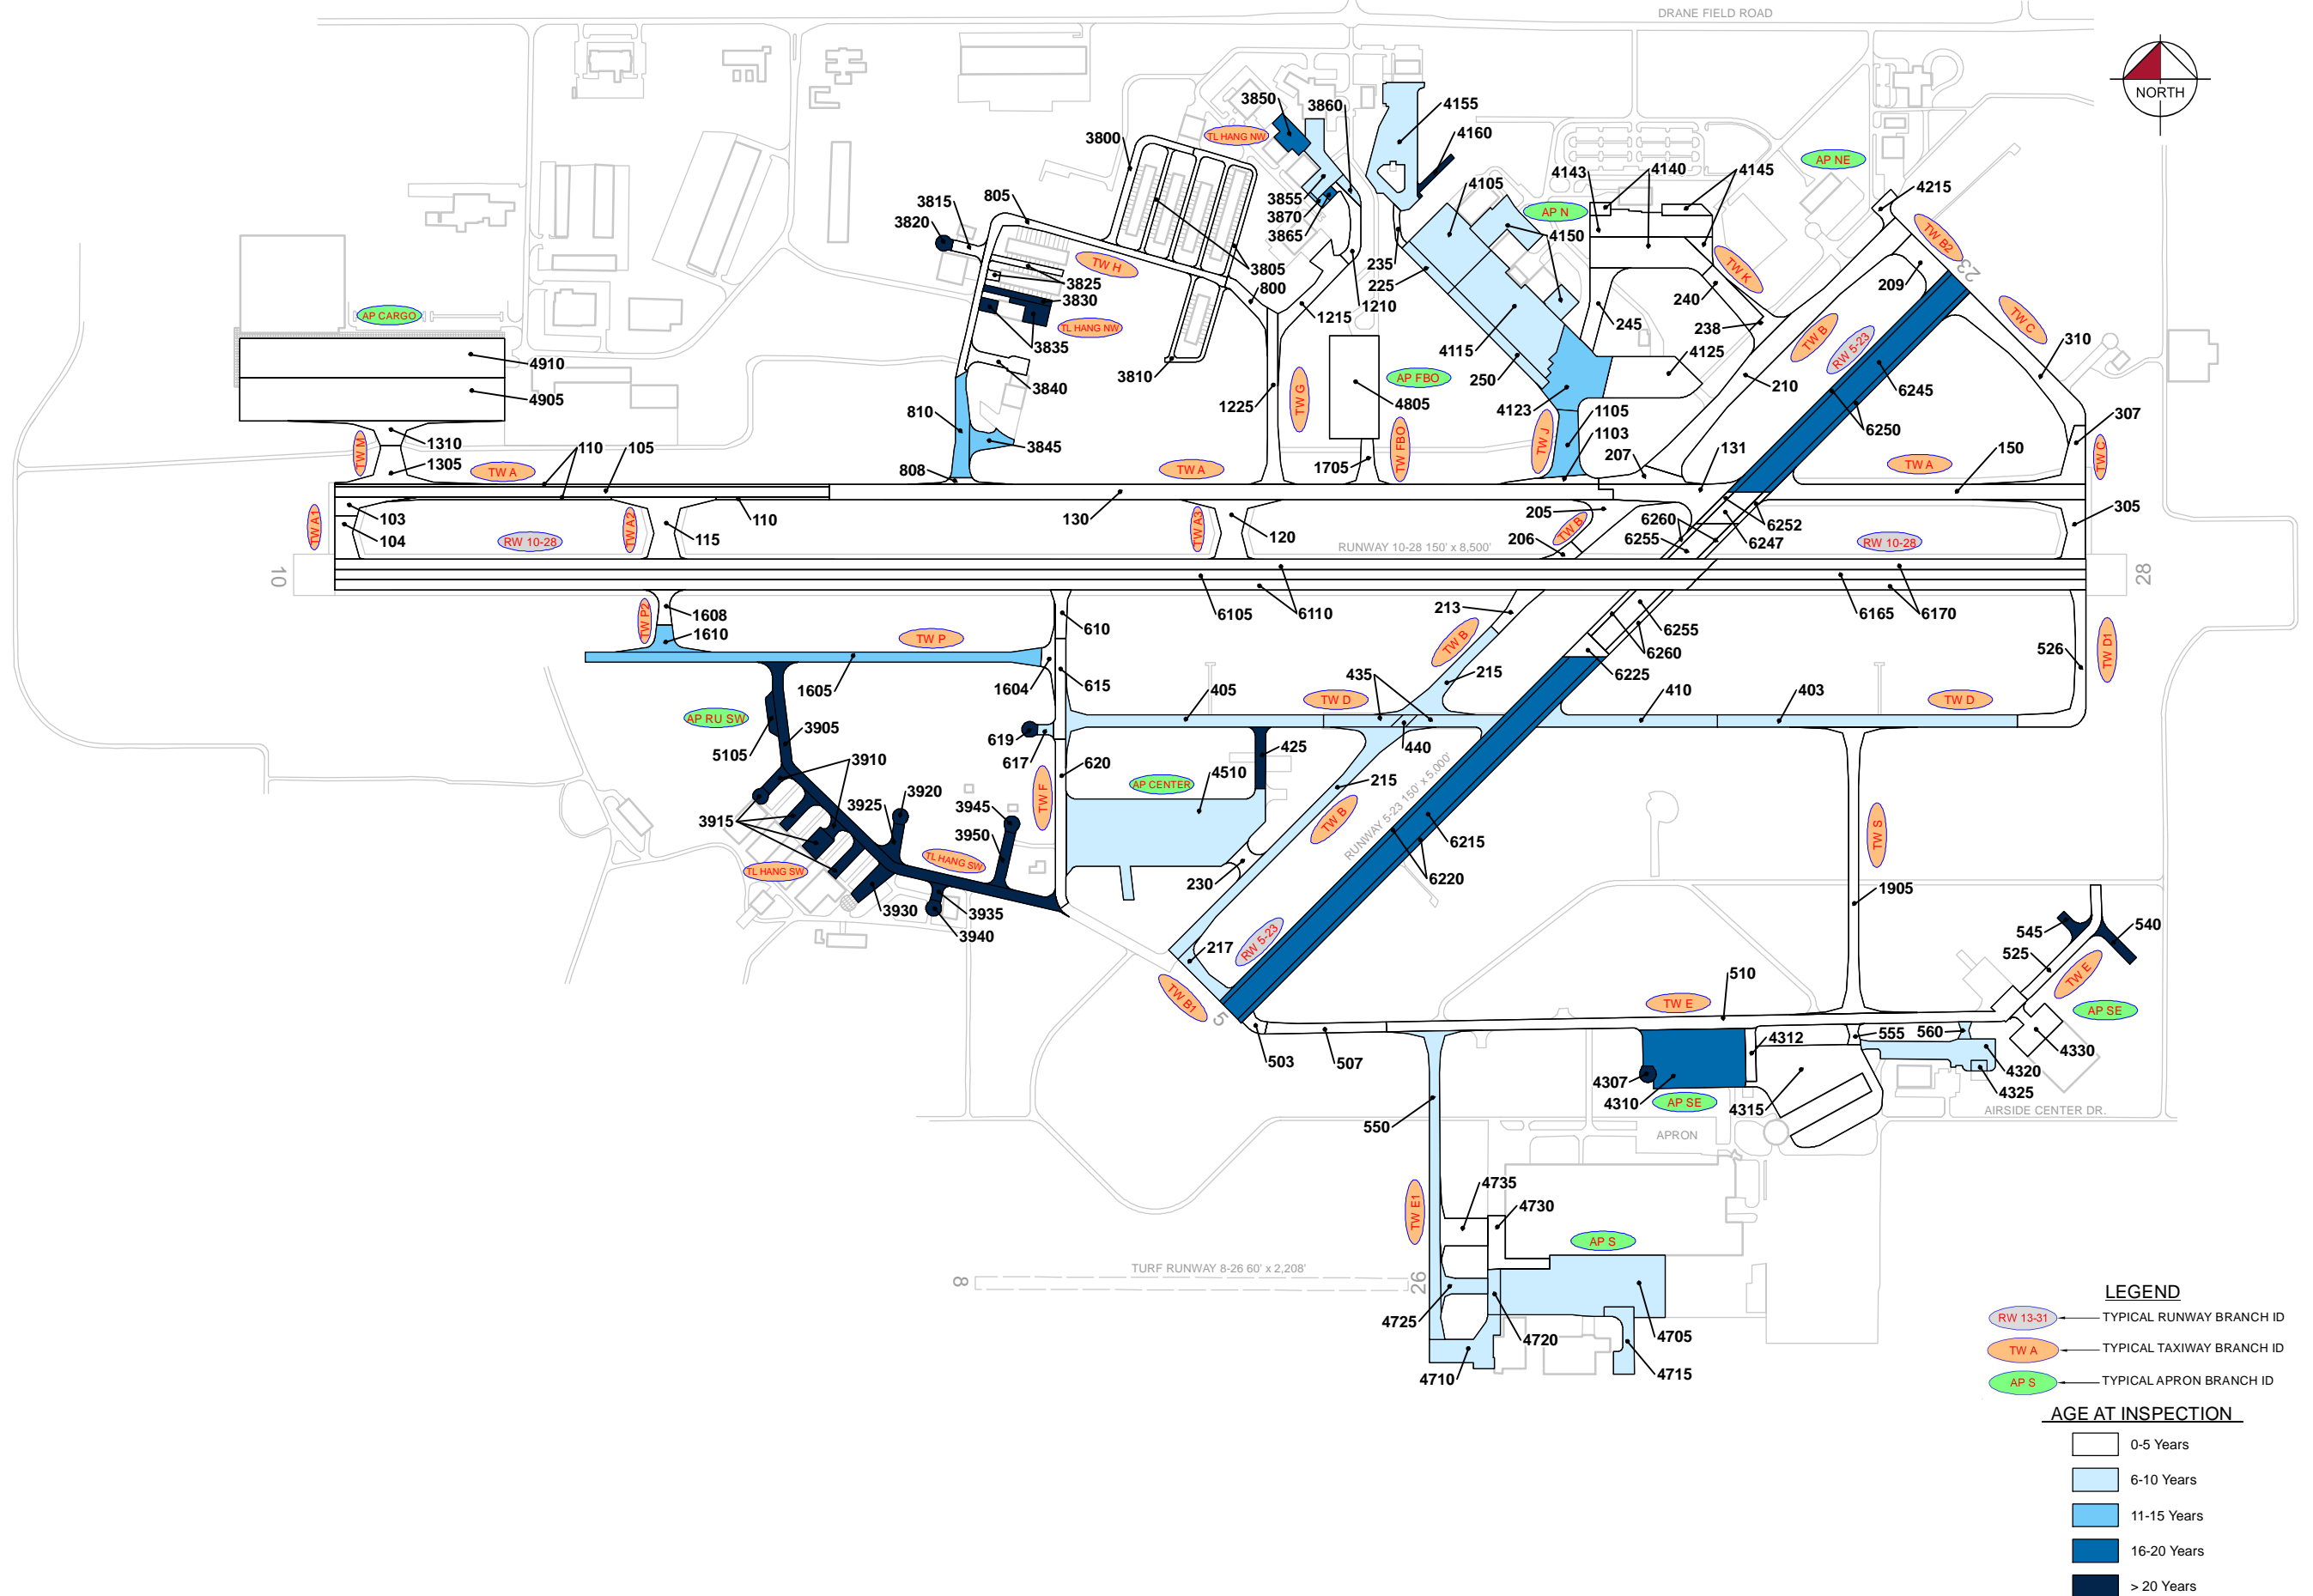 DRANE FIELD ROAD
NORTH
3850
3860
4155
TL HANG NW
4160
3800
4143
4140
4145
AP NE
4105
4215
3815
805
3855
AP N
3820
3870
4150
TW B2
3865
TW H
235
TW K
23
3805
225
209
3825
800
240
3830
1210
245
TW C
AP CARGO
TL HANG NW
1215
238
TW B
3835
RW 5-23
310
4910
4115
4125
3810
250
3840
AP FBO
210
6245
4905
TW G
1225
4805
4123
810
1105
307
6250
1310
TW M
110
105
3845
TW FBO
TW J
1103
131
150
TW C
1305
TW A
808
TW A
1705
207
TW A
103
110
130
205
305
TW A1
104
RW 10-28
TW A2
115
TW A3
120
TW B
6260
6252
206
6255
6247
RW 10-28
RUNWAY 10-28 150' x 8,500'
10
28
1608
6105
6110
213
6165
6170
TW P2
1610
TW P
610
TW B
6255
6260
526
TW D1
1605
1604
615
405
435
215
6225
410
403
AP RU SW
TW D
TW D
3905
619
425
440
5105
617
3910
620
4510
AP CENTER
215
3920
TW F
3925
3945
RUNWAY 5-23 150' x 5,000'
3915
3950
TW B
6215
TW S
TL HANG SW
TL HANG SW
230
6220
1905
3930
3935
3940
217
RW 5-23
545
540
525
TW E
TW B1
510
5
TW E
AP SE
503
507
4312
555
560
4330
4307
4320
4310
AP SE
4315
4325
550
APRON
AIRSIDE CENTER DR.
4735
TW E1
4730
AP S
TURF RUNWAY 8-26 60' x 2,208'
8
26
4725
4720
4705
4710
4715
LEGEND
RW 13-31 TYPICAL RUNWAY BRANCH ID
TW A TYPICAL TAXIWAY BRANCH ID
AP S TYPICAL APRON BRANCH ID
AGE AT INSPECTION
0-5 Years
6-10 Years
11-15 Years
16-20 Years
> 20 Years